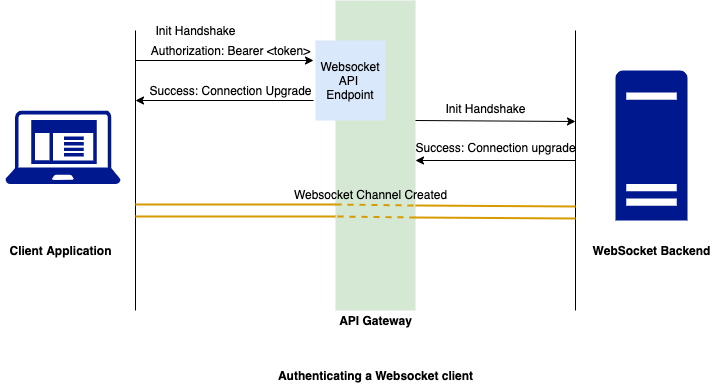 Init Handshake
Authorization: Bearer <token>
Websocket
API
Endpoint
Success: Connection Upgrade
Init Handshake
Success: Connection upgrade
Websocket Channel Created
Client Application
WebSocket Backend
API Gateway
Authenticating a Websocket client